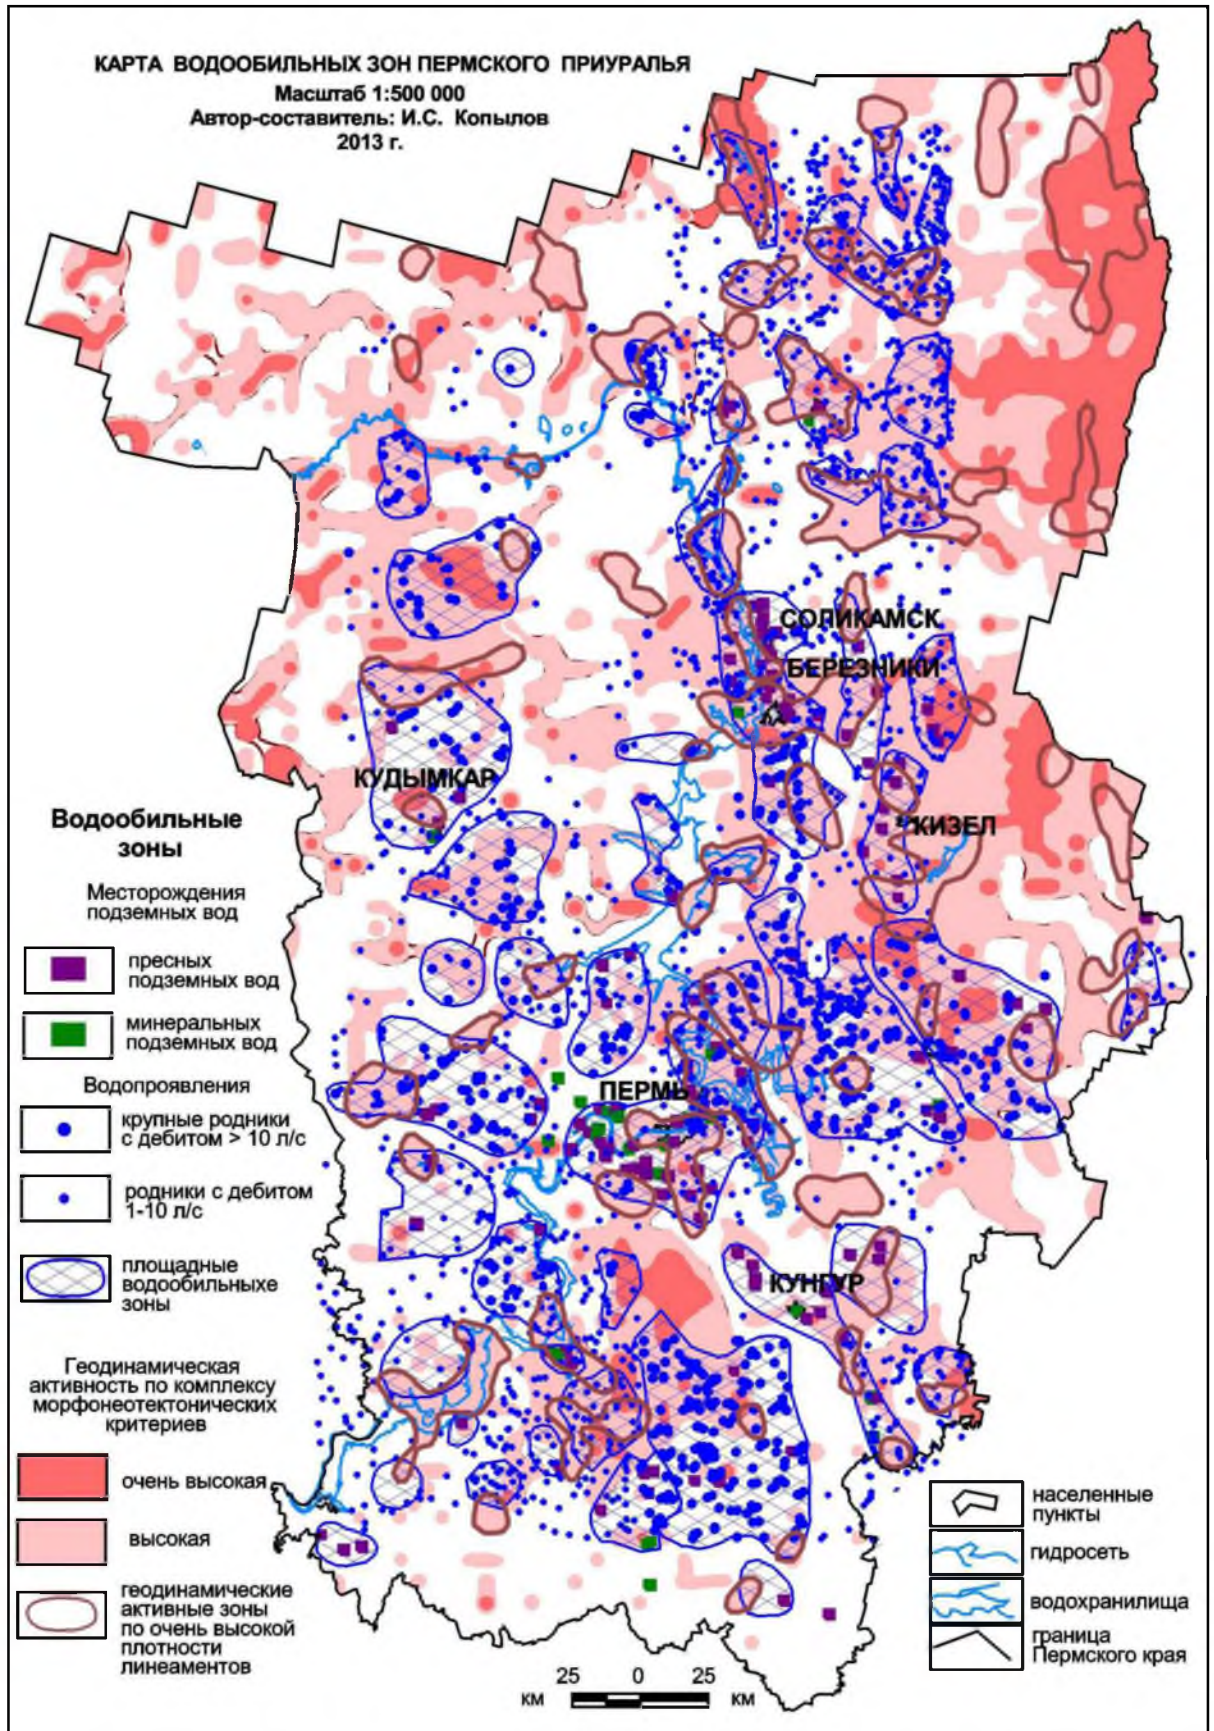 КАРТА ВОДООБИЛЬНЫХ ЗОН ПЕРМСКОГО ПРИУРАЛЬЯ
Масштаб 1:500 000
Автор-составитель: И.С. Копылов
2013 г.
СОЛИКАМСК
БЕРЕЗНИКИ
КУДЫМКАР
КИЗЕЛ
ПЕРМЬ
КУНГУР
Водообильные
зоны
Месторождения
подземных вод
пресных
подземных вод
минеральных
подземных вод
Водопроявления
крупные родники
с дебитом > 10 л/с
родники с дебитом
1-10 л/с
площадные
водообильныхе
зоны
Геодинамическая
активность по комплексу
морфонеотектонических
критериев
очень высокая
высокая
геодинамические
активные зоны
по очень высокой
плотности
линеаментов
населенные
пункты
гидросеть
водохранилища
граница
Пермского края
25 0 25
км км